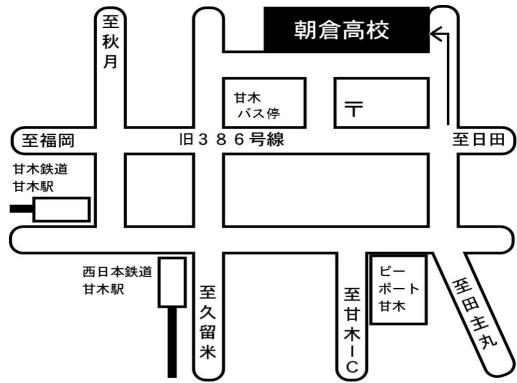 至秋月
朝倉高校
甘木
バス停
〒
至福岡
旧３８６号線
至日田
甘木鉄道
甘木駅
西日本鉄道
甘木駅
至久留米
至甘木IC
ピー
ポート
甘木
至田主丸